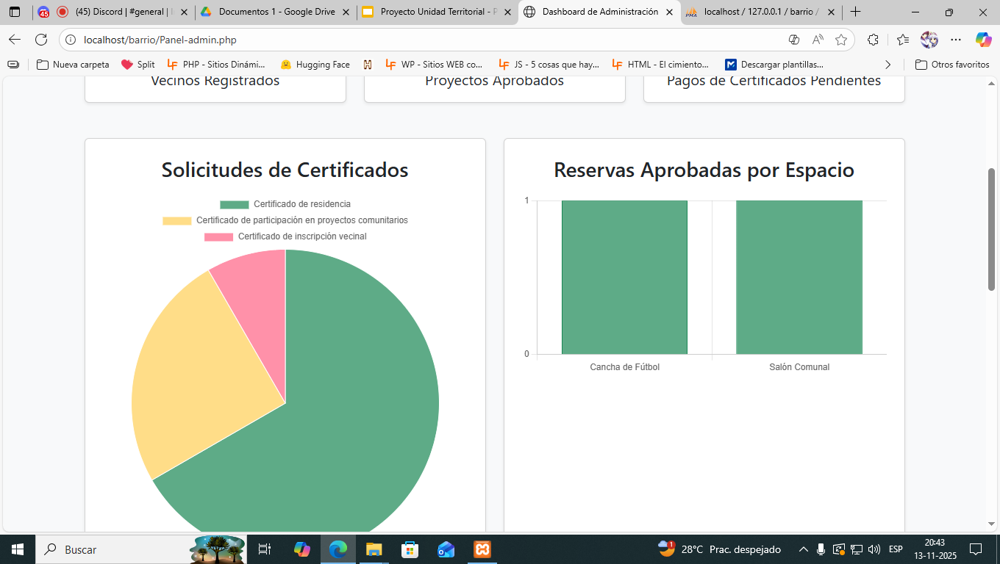 (45) Discord | #general |
Documentos 1 - Google Drive
Proyecto Unidad Territorial - P
Dashboard de Administración
localhost / 127.0.0.1 / barrio /
localhost/barrio/Panel-admin.php
Nueva carpeta
Split
PHP - Sitios Dinámi...
Hugging Face
WP - Sitios WEB co...
JS - 5 cosas que hay...
HTML - El cimiento...
Descargar plantillas...
Otros favoritos
Vecinos Registrados
Proyectos Aprobados
Pagos de Certificados Pendientes
Solicitudes de Certificados
Certificado de residencia
Certificado de participación en proyectos comunitarios
Certificado de inscripción vecinal
Reservas Aprobadas por Espacio
1
0
Cancha de Fútbol
Salón Comunal
Buscar
1
28°C Prac. despejado
ESP
20:43
13-11-2025